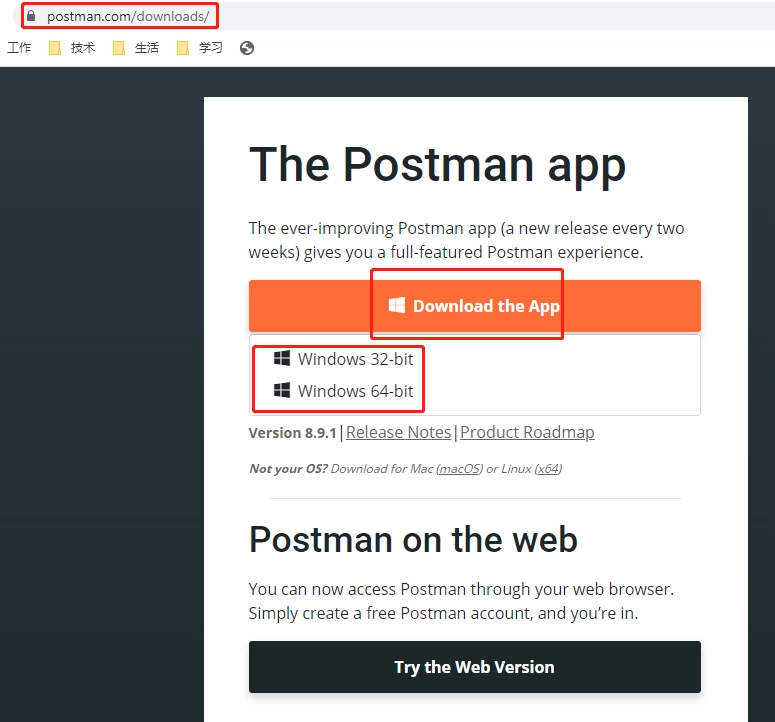 postman.com/downloads/
工作 技术 生活 学习
The Postman app
The ever-improving Postman app (a new release every two
weeks) gives you a full-featured Postman experience.
Download the App
Windows 32-bit
Windows 64-bit
Version 8.9.1|Release Notes|Product Roadmap
Not your OS? Download for Mac (macOS) or Linux (x64)
Postman on the web
You can now access Postman through your web browser.
Simply create a free Postman account, and you’re in.
Try the Web Version